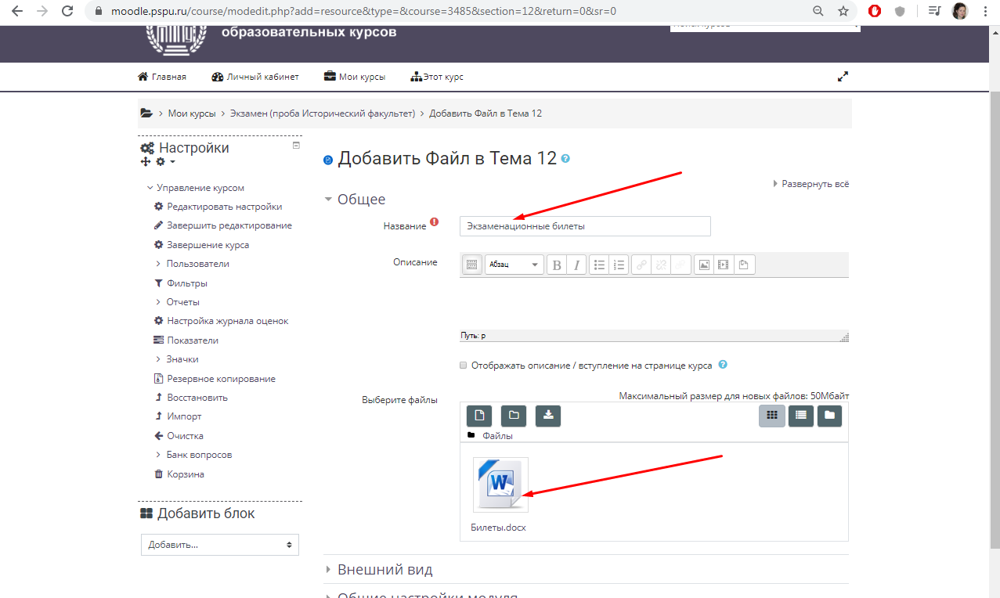 moodle.pspu.ru/course/modedit.php?add=resource&type=&course=3485&section=12&return=0&sr=0
образовательных курсов
Главная Личный кабинет Мои курсы Этот курс
Мои курсы > Экзамен (проба Исторический факультет) > Добавить Файл в Тема 12
Настройки
Управление курсом
Редактировать настройки
Завершить редактирование
Завершение курса
Пользователи
Фильтры
Отчеты
Настройка журнала оценок
Показатели
Значки
Резервное копирование
Восстановить
Импорт
Очистка
Банк вопросов
Корзина
Добавить блок
Добавить...
Добавить Файл в Тема 12
Развернуть всё
Общее
Название
Экзаменационные билеты
Описание
Абзац B I
Путь: p
Отображать описание / вступление на странице курса
Максимальный размер для новых файлов: 50Мбайт
Выберите файлы
Файлы
W
Билеты.docx
Внешний вид
Общие настройки модуля